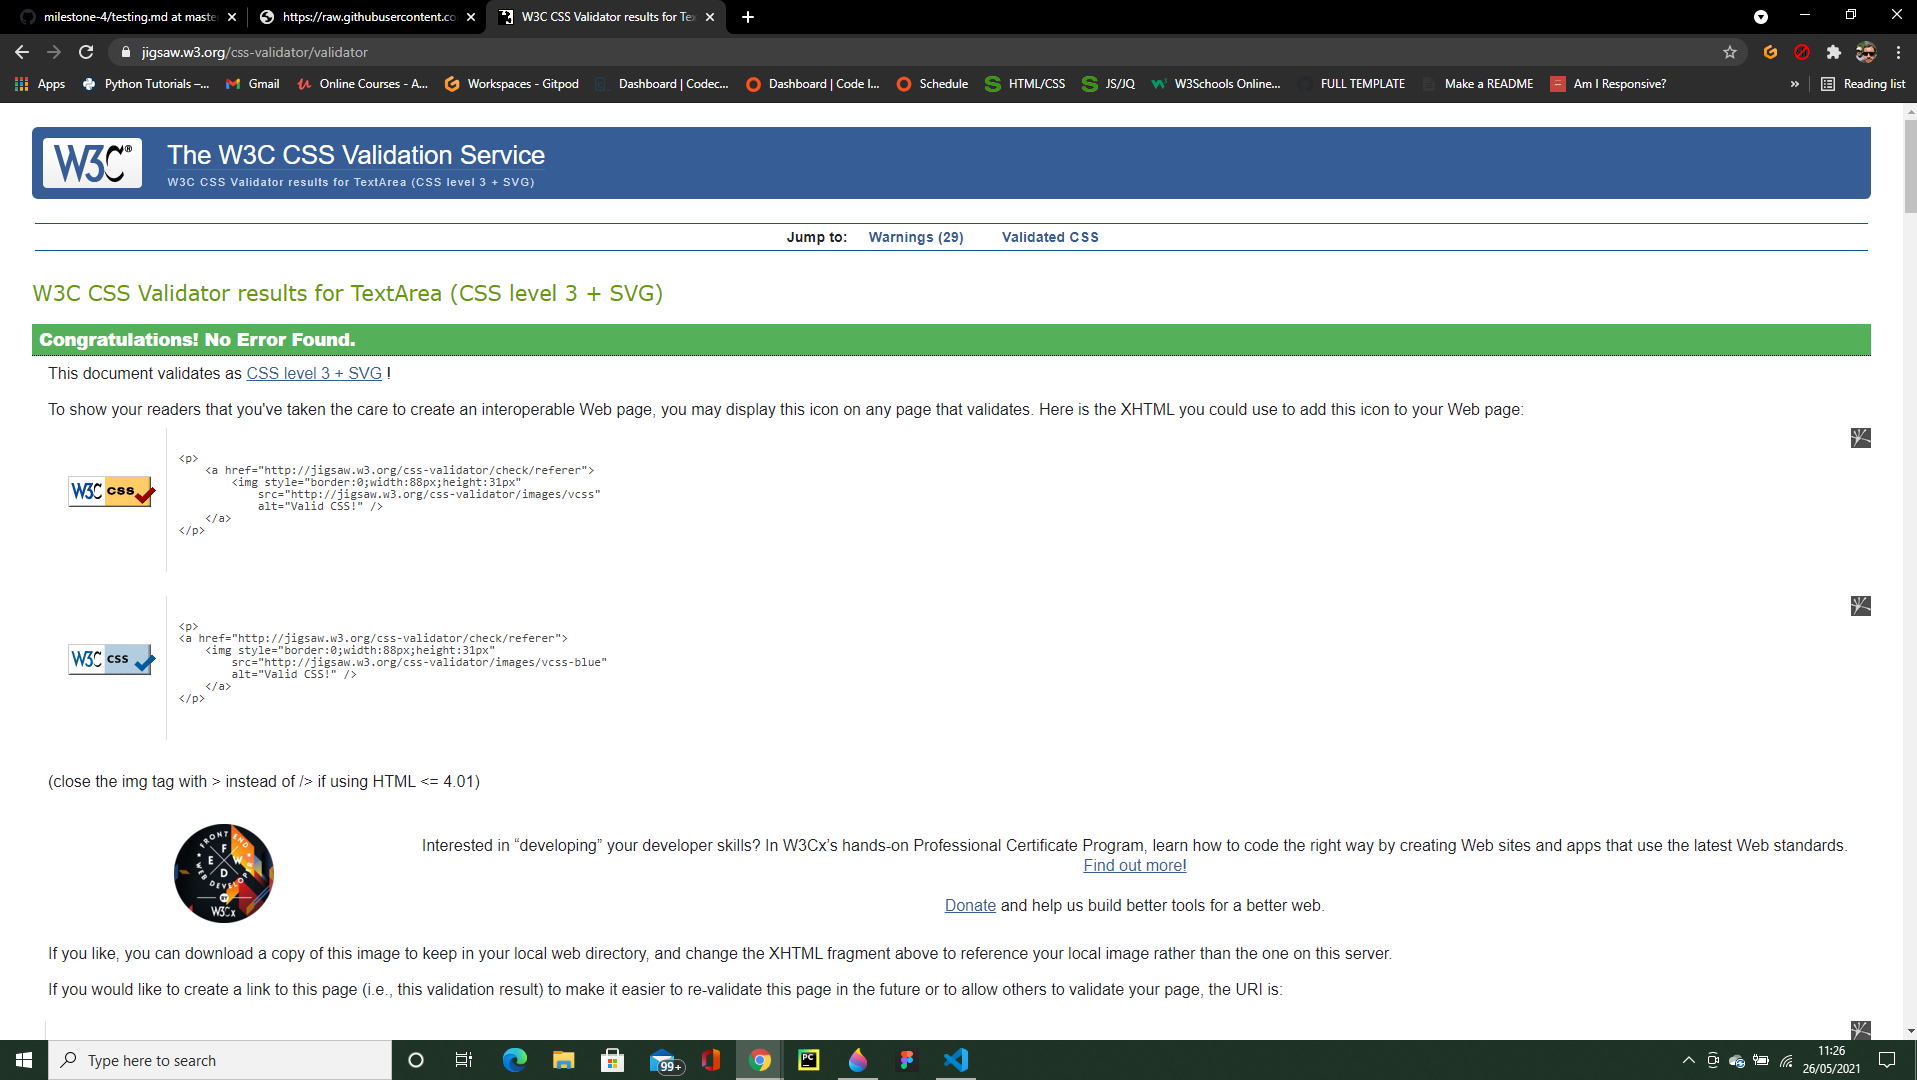 milestone-4/testing.md at maste
https://raw.githubusercontent.co
W3C CSS Validator results for Te
jigsaw.w3.org/css-validator/validator
Apps
Python Tutorials –...
Gmail
Online Courses - A...
Workspaces - Gitpod
Dashboard | Codec...
Dashboard | Code I...
Schedule
HTML/CSS
JS/JQ
W3Schools Online...
FULL TEMPLATE
Make a README
Am I Responsive?
»
Reading list
W3C®
The W3C CSS Validation Service
W3C CSS Validator results for TextArea (CSS level 3 + SVG)
Jump to: Warnings (29) Validated CSS
W3C CSS Validator results for TextArea (CSS level 3 + SVG)
Congratulations! No Error Found.
This document validates as CSS level 3 + SVG !
To show your readers that you've taken the care to create an interoperable Web page, you may display this icon on any page that validates. Here is the XHTML you could use to add this icon to your Web page:
W3C css
<p>
<a href="http://jigsaw.w3.org/css-validator/check/referer">
<img style="border:0;width:88px;height:31px"
src="http://jigsaw.w3.org/css-validator/images/vcss"
alt="Valid CSS!" />
</a>
</p>
W3C css
<p>
<a href="http://jigsaw.w3.org/css-validator/check/referer">
<img style="border:0;width:88px;height:31px"
src="http://jigsaw.w3.org/css-validator/images/vcss-blue"
alt="Valid CSS!" />
</a>
</p>
(close the img tag with > instead of /> if using HTML <= 4.01)
FRONT END
F
E W
D
WEB DEVELOPER
BY
W3Cx
Interested in “developing” your developer skills? In W3Cx’s hands-on Professional Certificate Program, learn how to code the right way by creating Web sites and apps that use the latest Web standards.
Find out more!
Donate and help us build better tools for a better web.
If you like, you can download a copy of this image to keep in your local web directory, and change the XHTML fragment above to reference your local image rather than the one on this server.
If you would like to create a link to this page (i.e., this validation result) to make it easier to re-validate this page in the future or to allow others to validate your page, the URI is:
Type here to search
99+
PC
11:26
26/05/2021